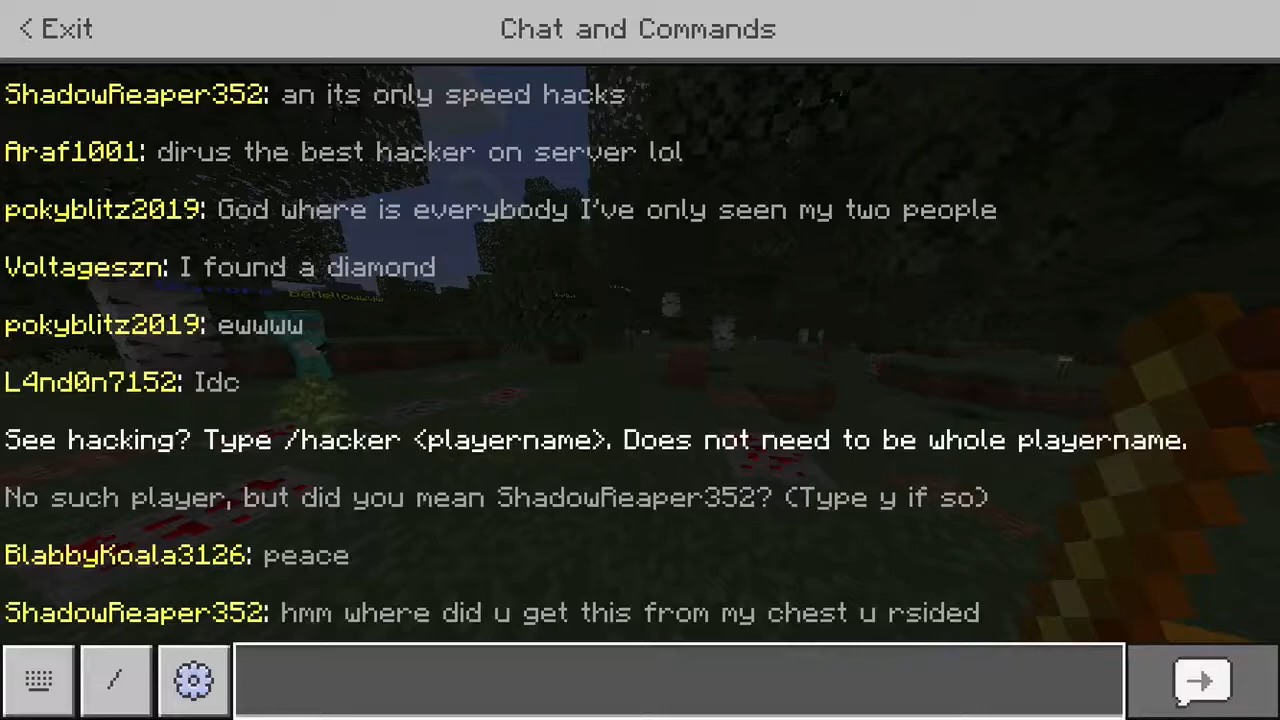 < Exit
Chat and Commands
ShadowReaper352: an its only speed hacks
Araf1001: dirus the best hacker on server lol
pokyblitz2019: God where is everybody I've only seen my two people
Voltageszn: I found a diamond
pokyblitz2019: ewwww
L4nd0n7152: Idc
See hacking? Type /hacker <playername>. Does not need to be whole playername.
No such player, but did you mean ShadowReaper352? (Type y if so)
BlabbyKoala3126: peace
ShadowReaper352: hmm where did u get this from my chest u rsided
/